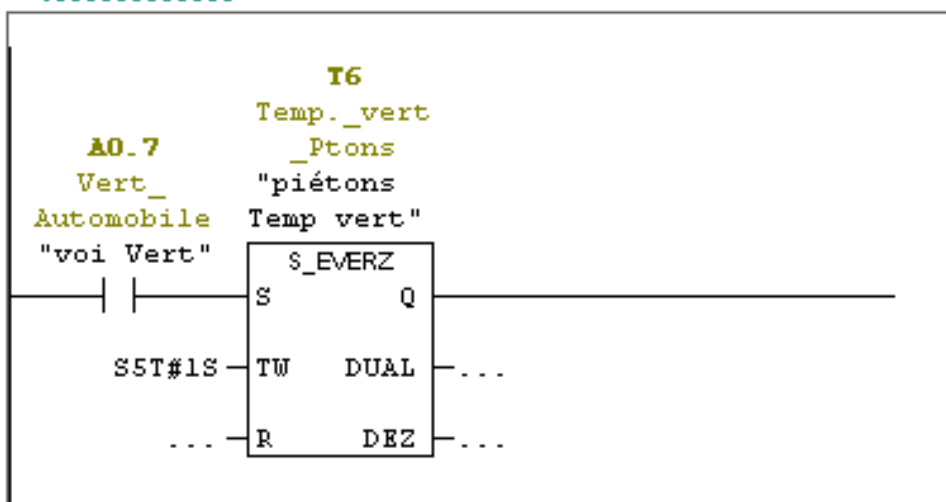 T6
Temp._vert
_Ptons
"piétons
Temp vert"
A0.7
Vert_
Automobile
"voi Vert"
S_EVERZ
S Q
S5T#1S TW DUAL ...
... R DEZ ...